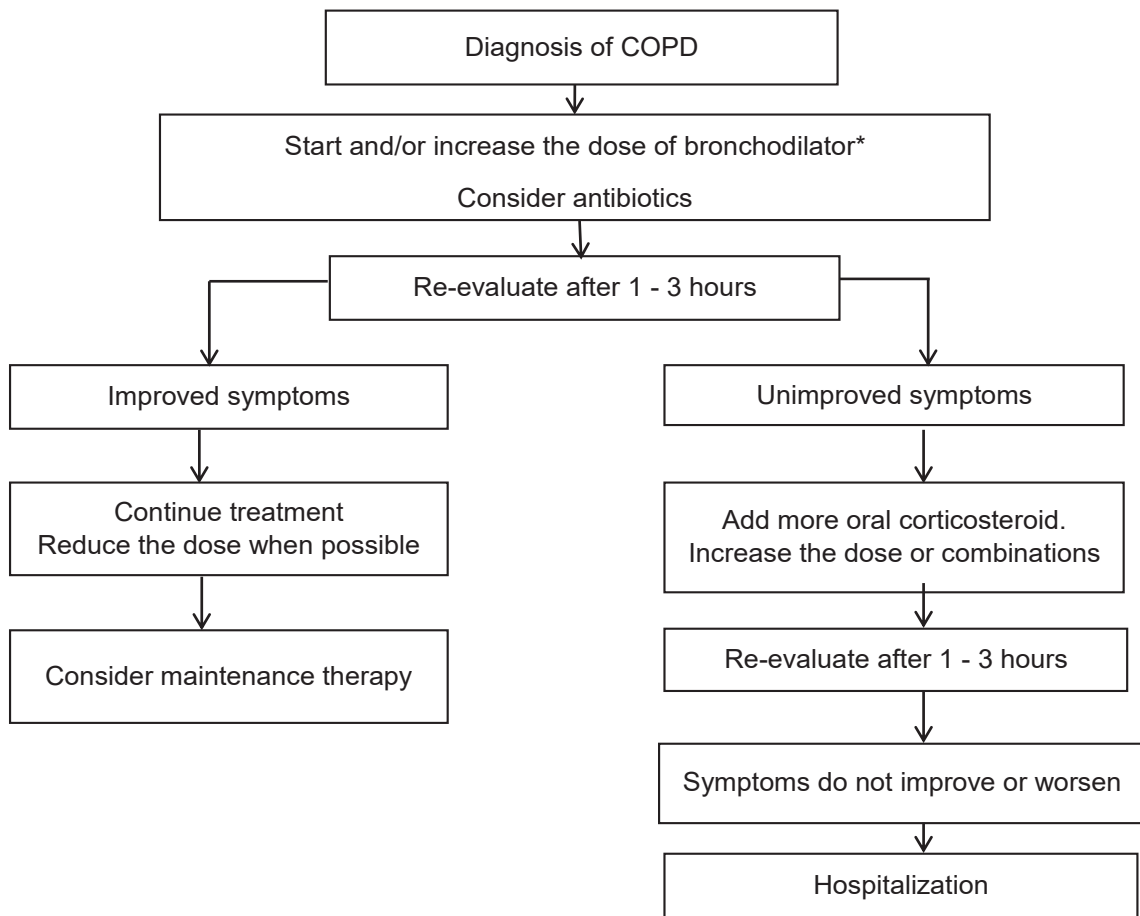 Diagnosis of COPD
Start and/or increase the dose of bronchodilator*
Consider antibiotics
Re-evaluate after 1 - 3 hours
Improved symptoms
Continue treatment
Reduce the dose when possible
Consider maintenance therapy
Unimproved symptoms
Add more oral corticosteroid.
Increase the dose or combinations
Re-evaluate after 1 - 3 hours
Symptoms do not improve or worsen
Hospitalization